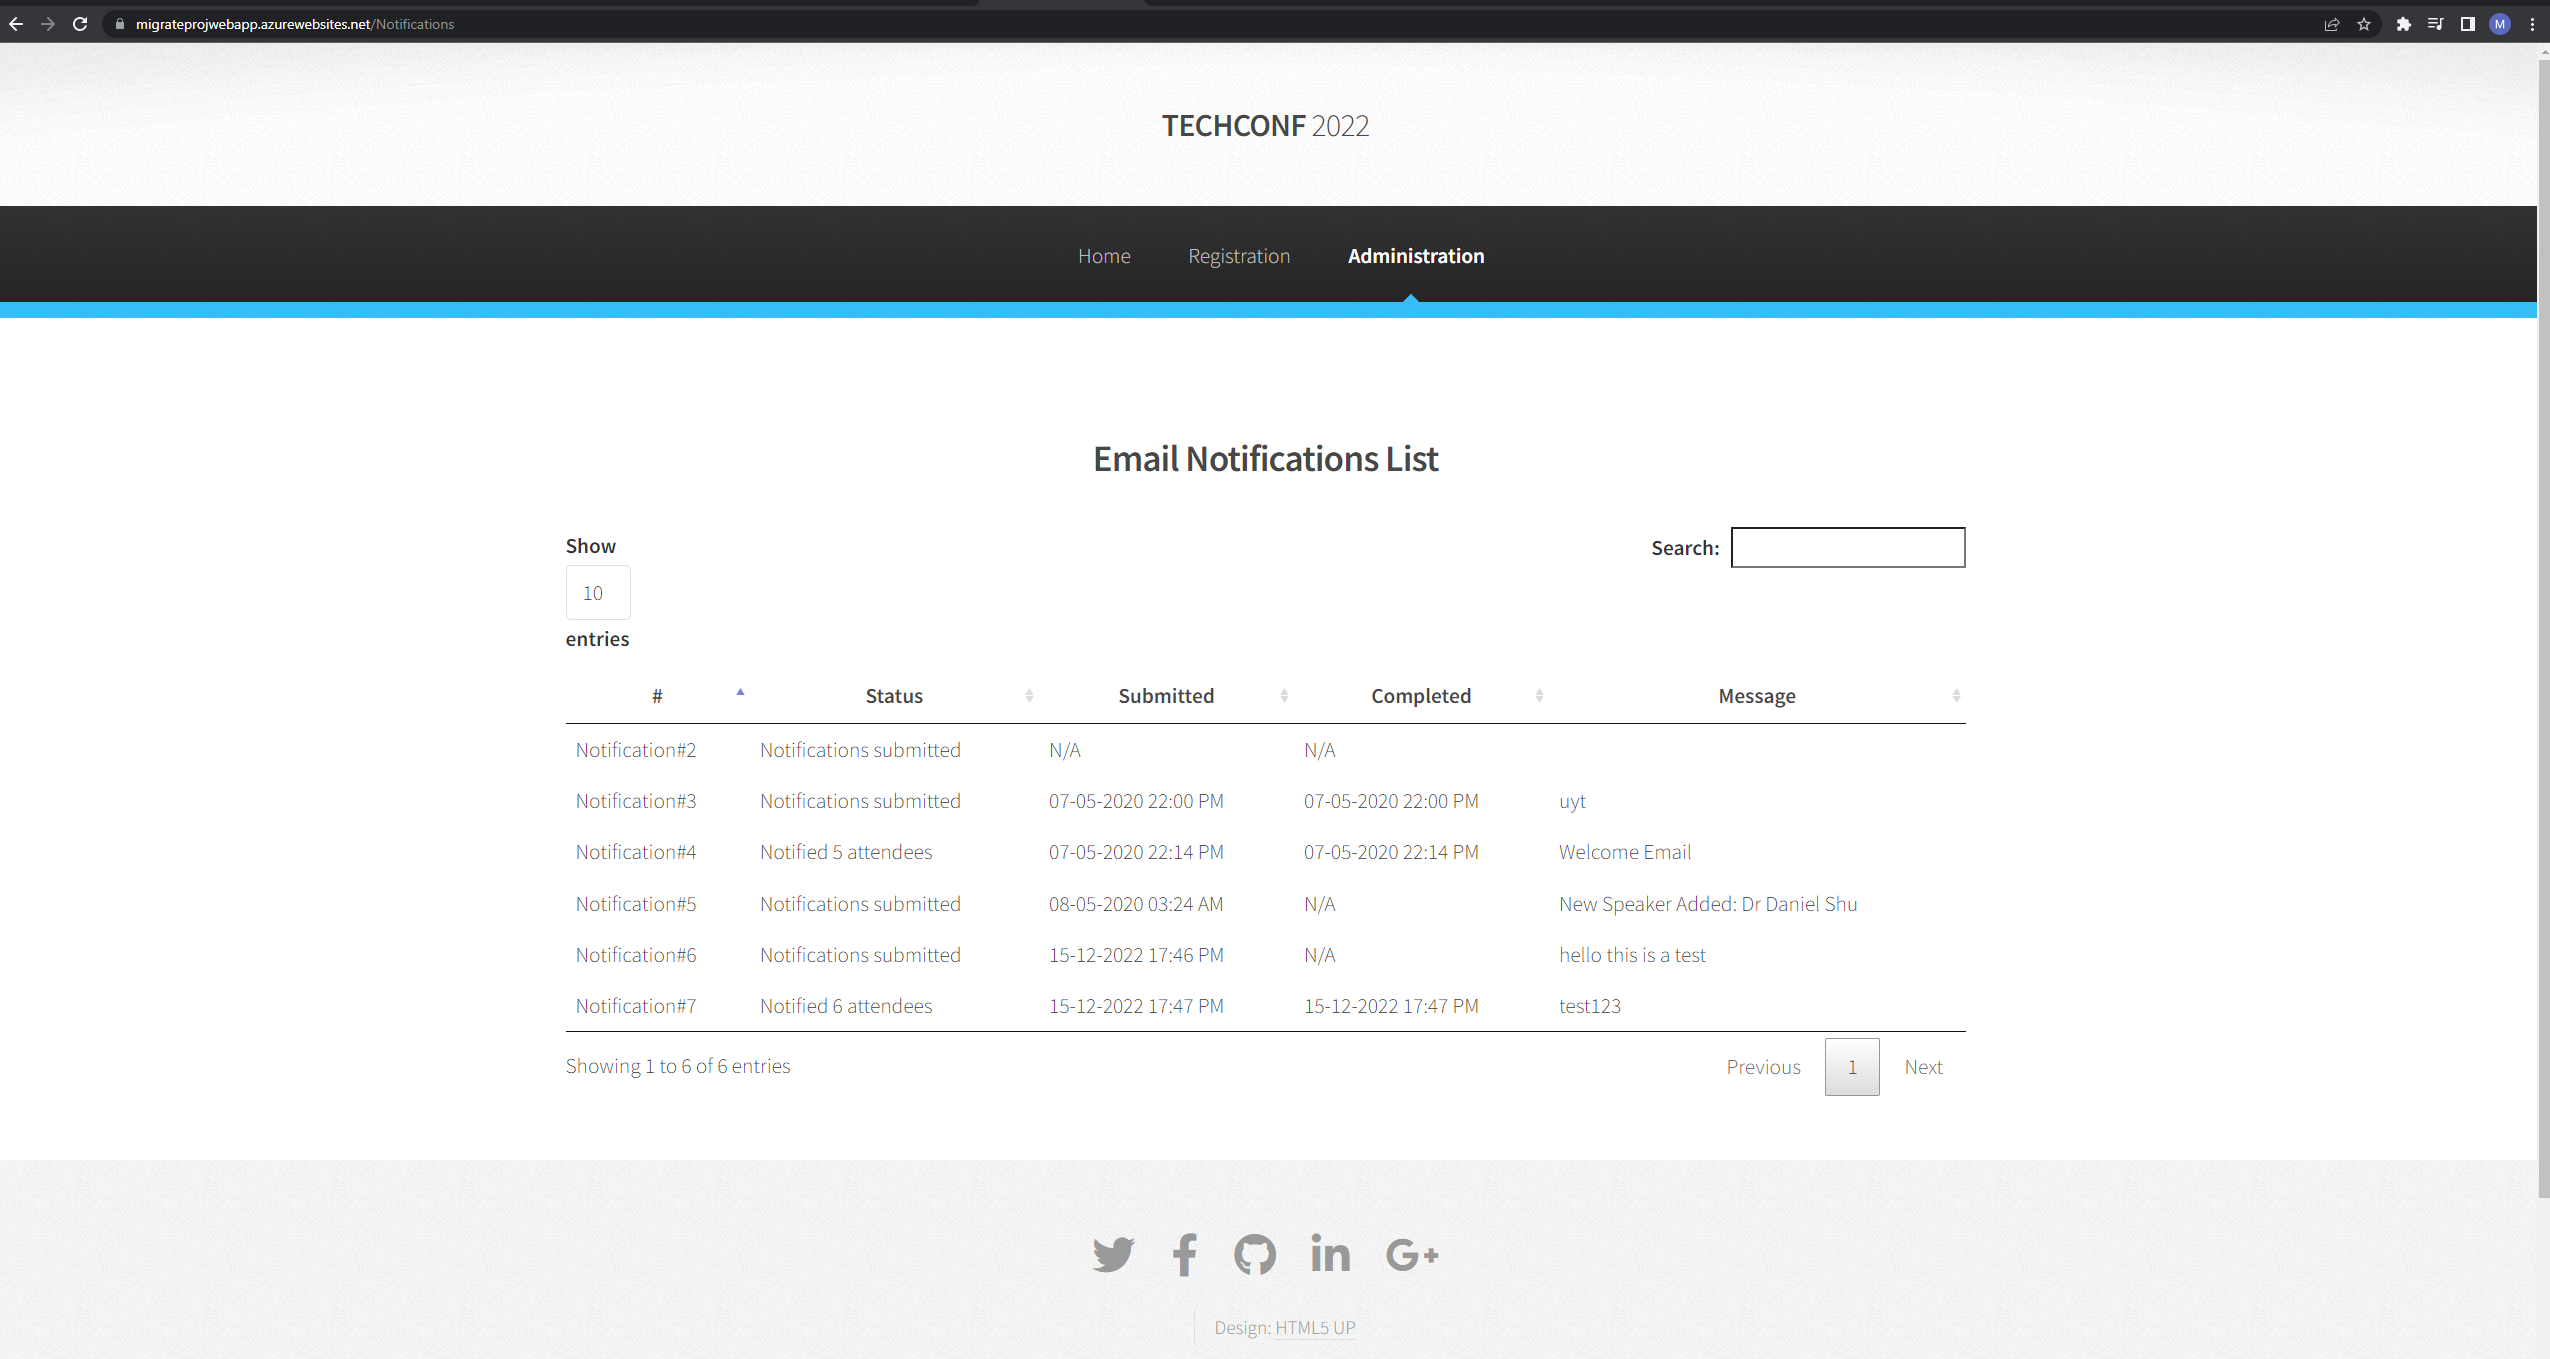 migrateprojwebapp.azurewebsites.net/Notifications
M
TECHCONF 2022
Home Registration Administration
Email Notifications List
Show
Search:
10
entries
# Status Submitted Completed Message
Notification#2 Notifications submitted N/A N/A
Notification#3 Notifications submitted 07-05-2020 22:00 PM 07-05-2020 22:00 PM uyt
Notification#4 Notified 5 attendees 07-05-2020 22:14 PM 07-05-2020 22:14 PM Welcome Email
Notification#5 Notifications submitted 08-05-2020 03:24 AM N/A New Speaker Added: Dr Daniel Shu
Notification#6 Notifications submitted 15-12-2022 17:46 PM N/A hello this is a test
Notification#7 Notified 6 attendees 15-12-2022 17:47 PM 15-12-2022 17:47 PM test123
Showing 1 to 6 of 6 entries Previous 1 Next
Design: HTML5 UP